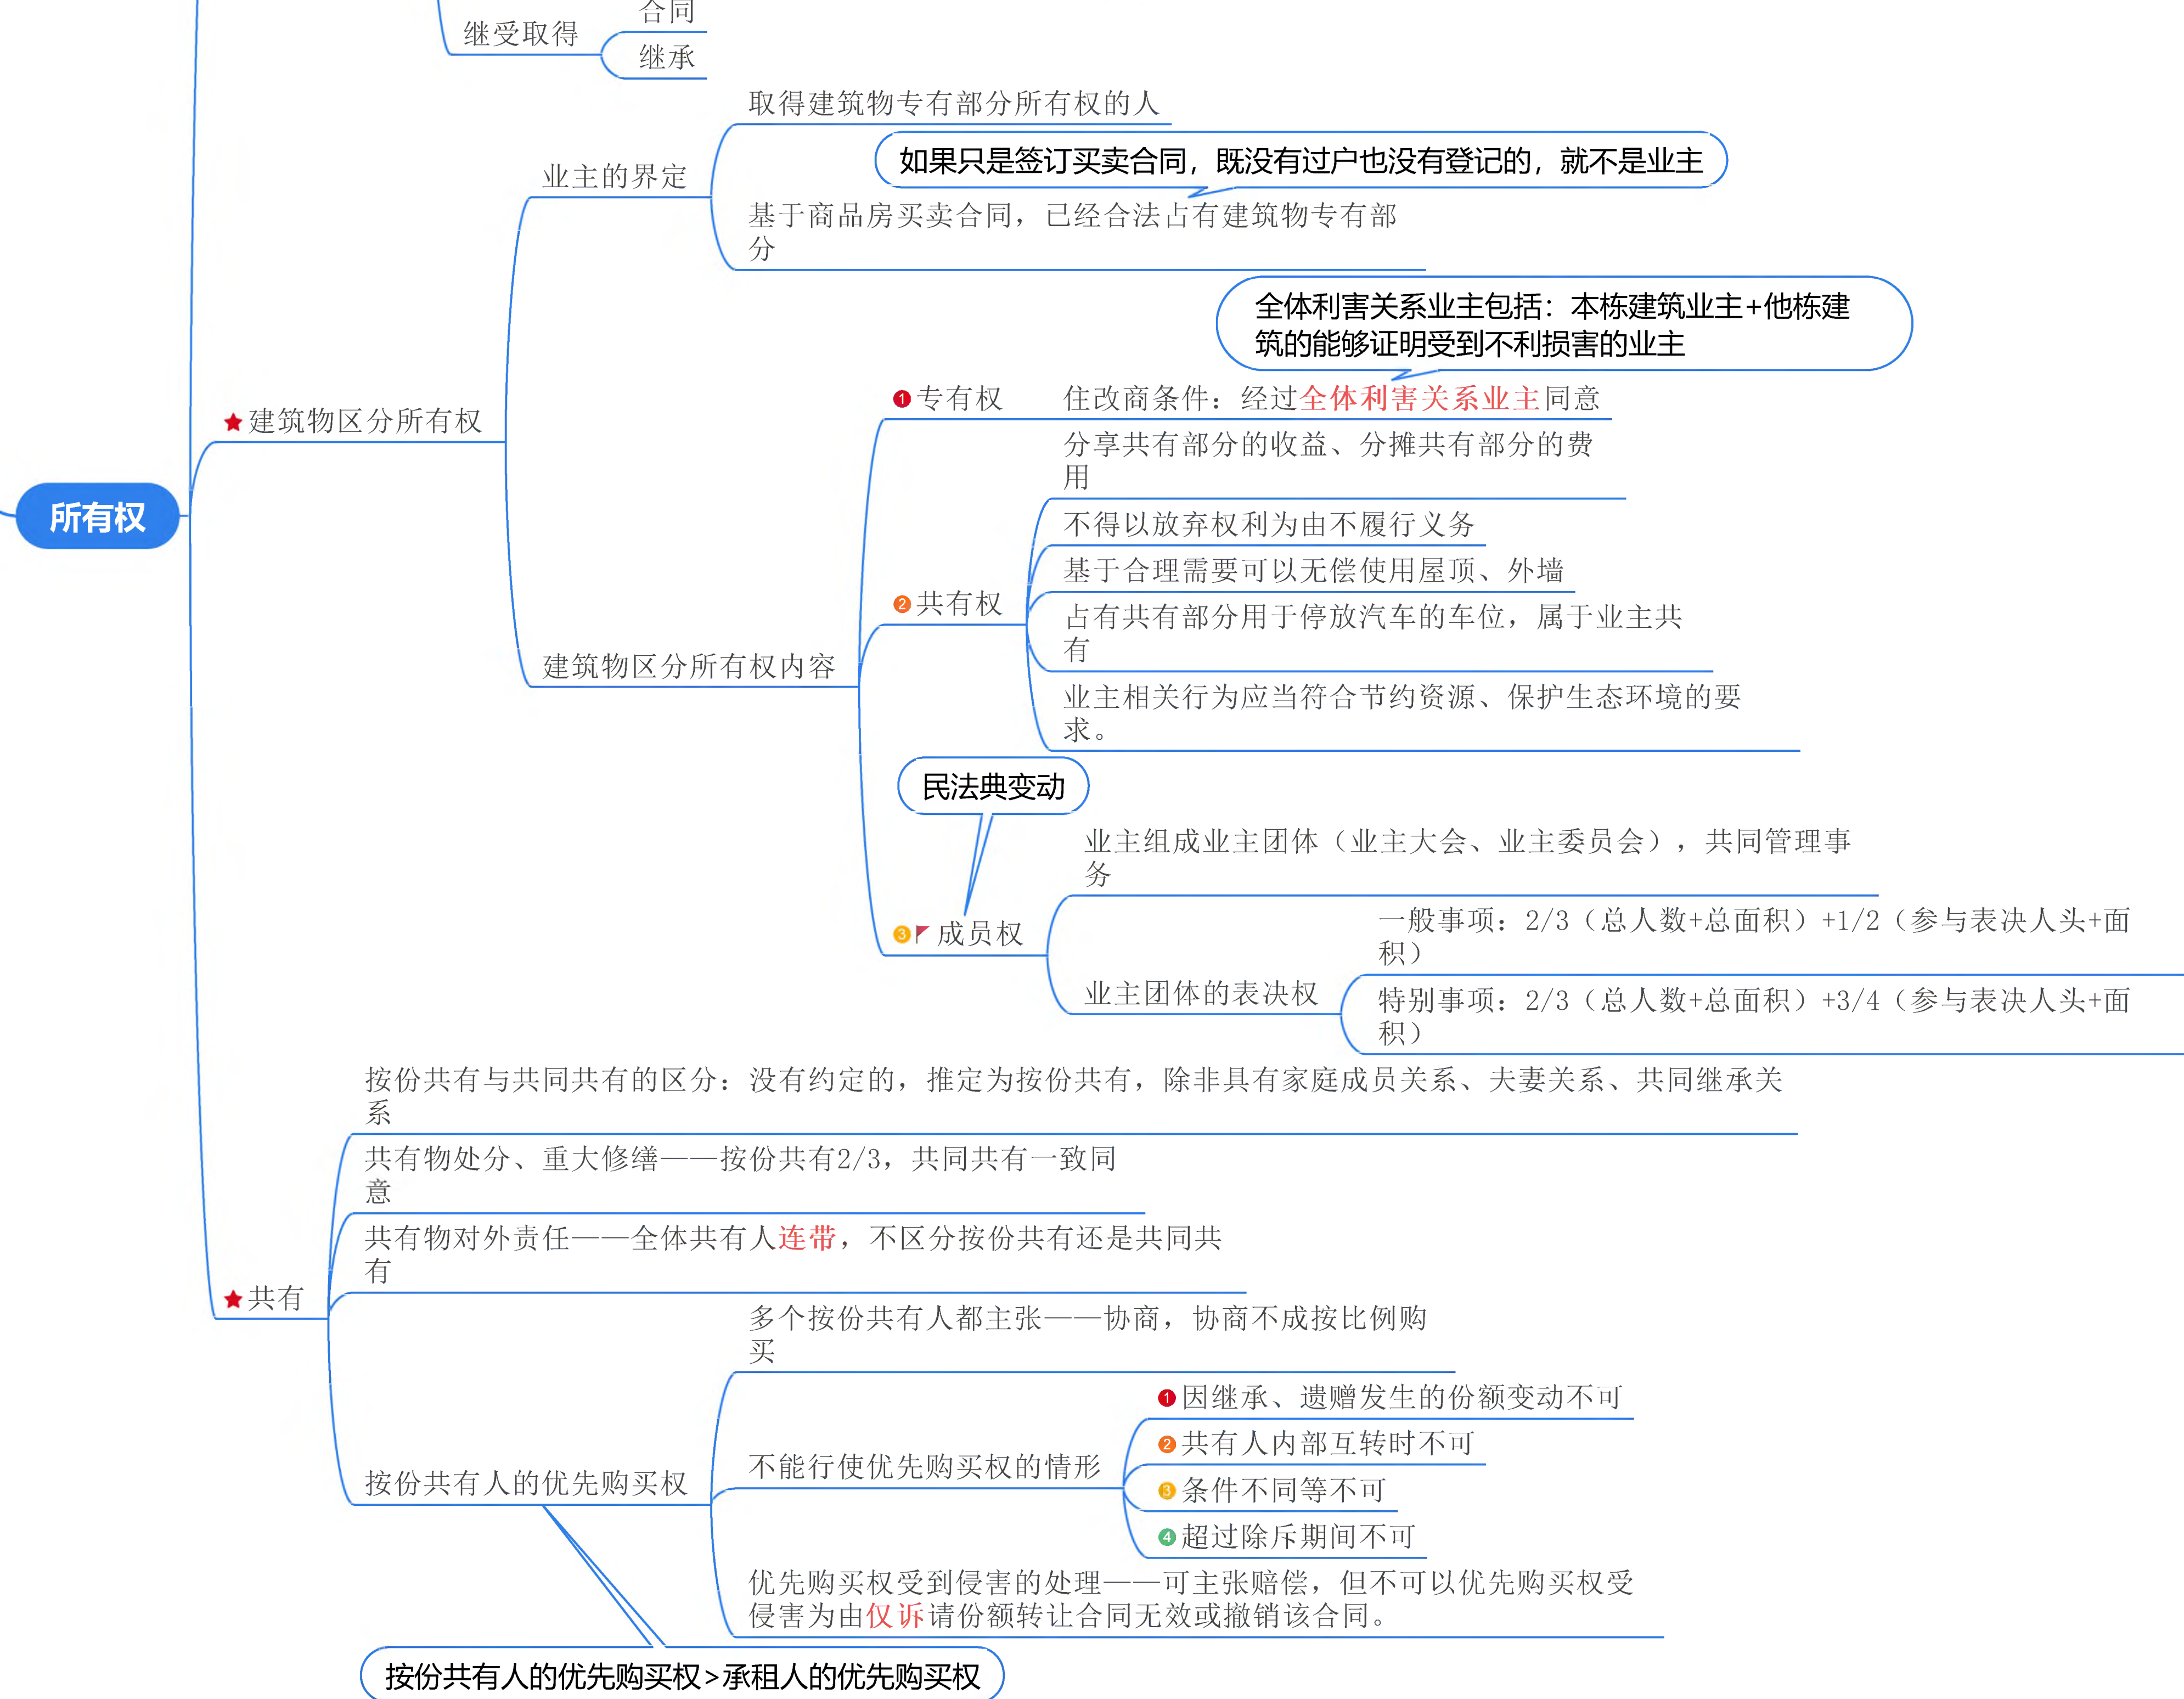 合同
继受取得
继承
取得建筑物专有部分所有权的人
如果只是签订买卖合同，既没有过户也没有登记的，就不是业主
业主的界定
基于商品房买卖合同，已经合法占有建筑物专有部
分
全体利害关系业主包括：本栋建筑业主+他栋建
筑的能够证明受到不利损害的业主
1专有权
住改商条件：经过全体利害关系业主同意
建筑物区分所有权
分享共有部分的收益、分摊共有部分的费
用
所有权
不得以放弃权利为由不履行义务
基于合理需要可以无偿使用屋顶、外墙
2共有权
占有共有部分用于停放汽车的车位，属于业主共
有
建筑物区分所有权内容
业主相关行为应当符合节约资源、保护生态环境的要
求。
民法典变动
业主组成业主团体（业主大会、业主委员会），共同管理事
务
3成员权
一般事项：2/3（总人数+总面积）+1/2（参与表决人头+面
积）
业主团体的表决权
特别事项：2/3（总人数+总面积）+3/4（参与表决人头+面
积）
按份共有与共同共有的区分：没有约定的，推定为按份共有，除非具有家庭成员关系、夫妻关系、共同继承关
系
共有物处分、重大修缮——按份共有2/3，共同共有一致同
意
共有物对外责任——全体共有人连带，不区分按份共有还是共同共
有
共有
多个按份共有人都主张——协商，协商不成按比例购
买
1因继承、遗赠发生的份额变动不可
2共有人内部互转时不可
不能行使优先购买权的情形
按份共有人的优先购买权
3条件不同等不可
4超过除斥期间不可
优先购买权受到侵害的处理——可主张赔偿，但不可以优先购买权受
侵害为由仅诉请份额转让合同无效或撤销该合同。
按份共有人的优先购买权>承租人的优先购买权